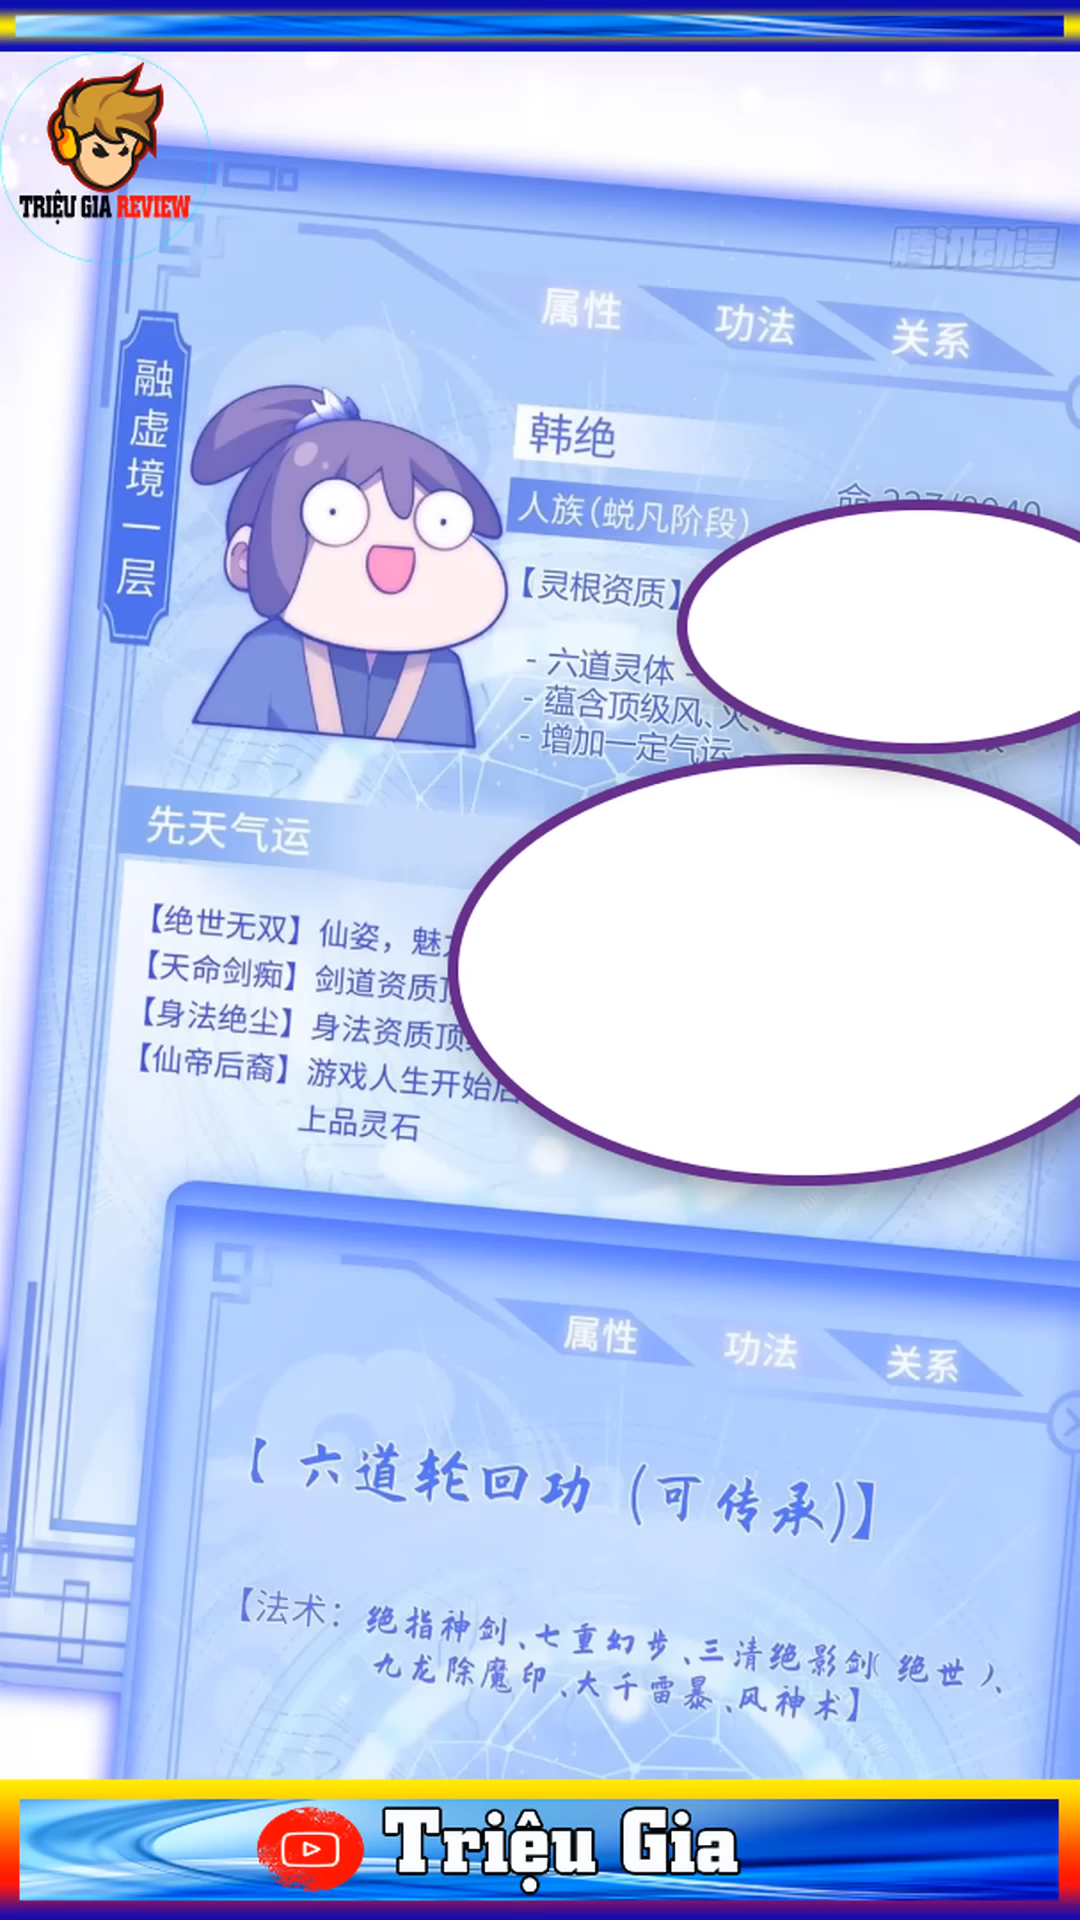 TRIỆU GIA REVIEW
腾讯动漫
属性 功法 关系
融虚境一层
韩绝
人族(蜕凡阶段)
【灵根资质】
- 六道灵体 -
- 蕴含顶级风、火、
- 增加一定气运 -
先天气运
【绝世无双】仙姿，魅
【天命剑痴】剑道资质顶
【身法绝尘】身法资质顶
【仙帝后裔】游戏人生开始后
上品灵石
属性 功法 关系
【 六道轮回功 (可传承)】
【法术：绝指神剑、七重幻步、三清绝影剑( 绝世 )、
九龙除魔印、大千雷暴、风神术】
Triệu Gia